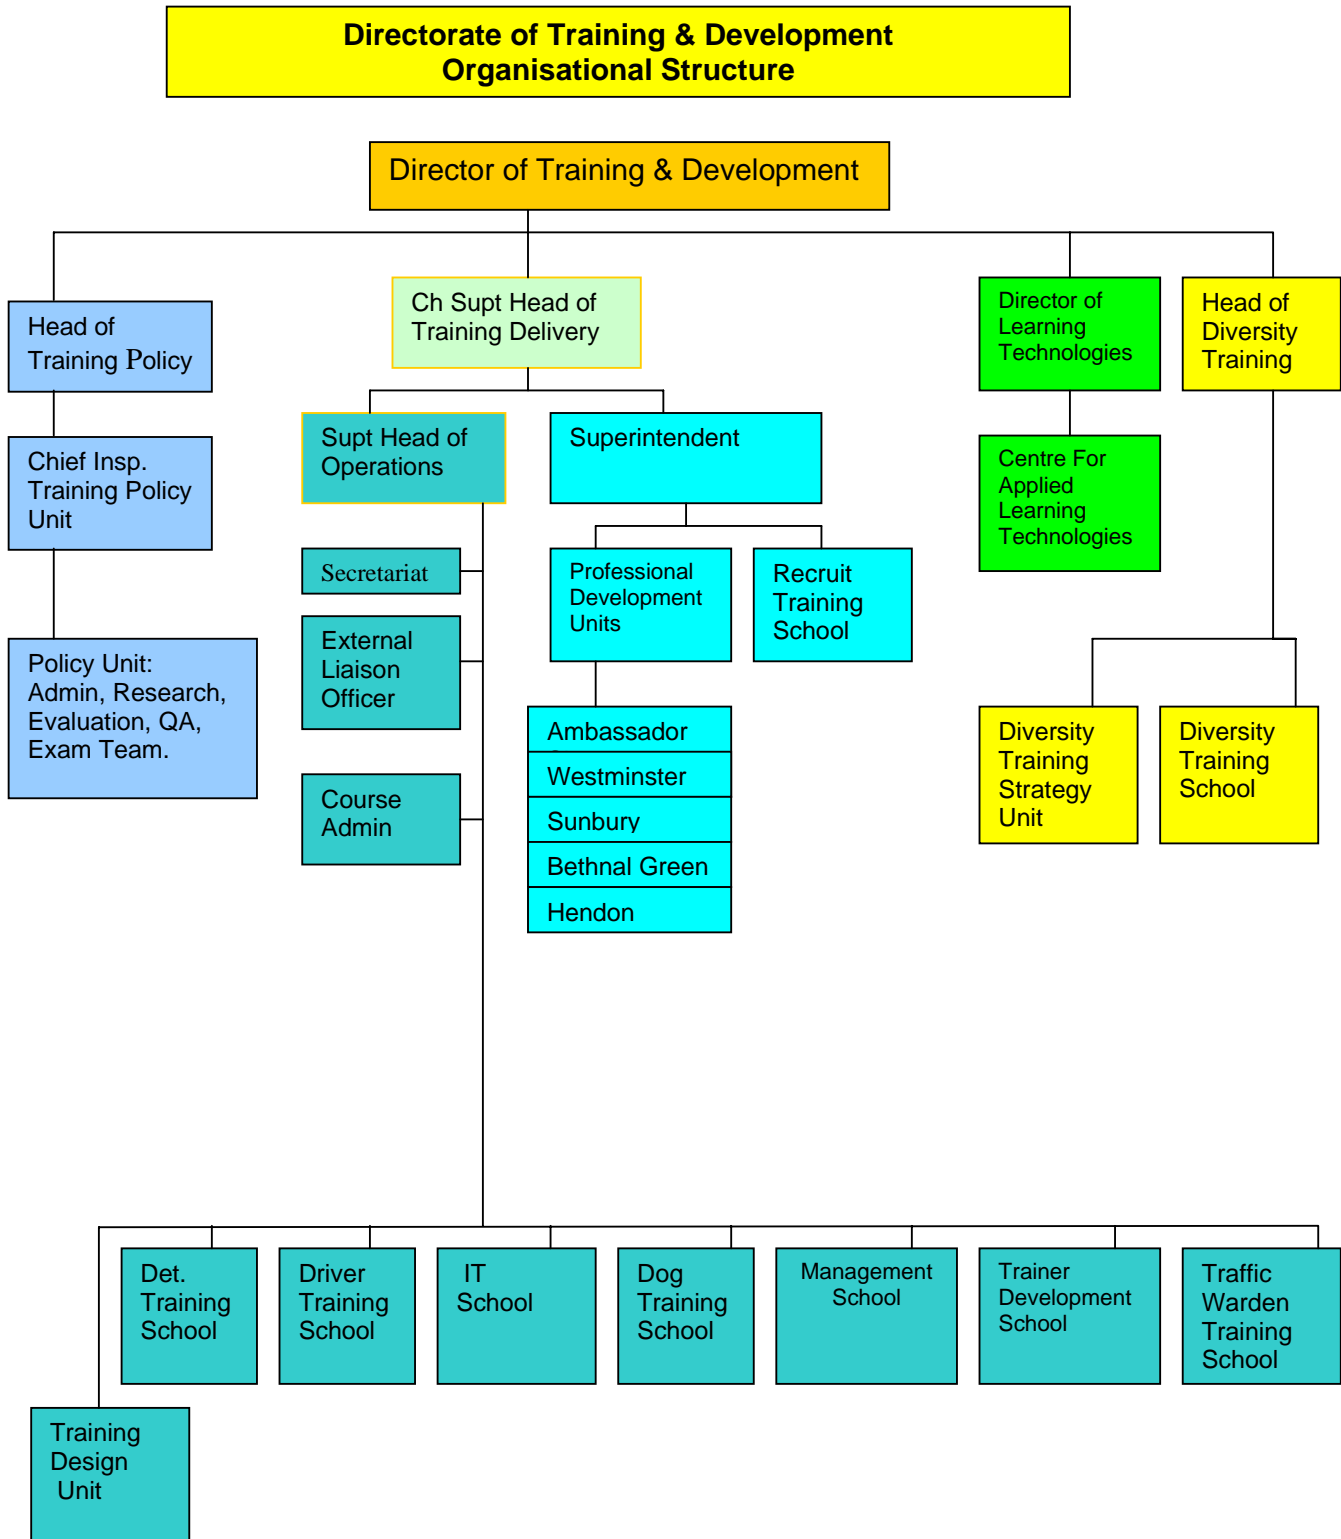 Directorate of Training & Development
Organisational Structure
Director of Training & Development
Head of
Training Policy
Ch Supt Head of
Training Delivery
Director of
Learning
Technologies
Head of
Diversity
Training
Chief Insp.
Training Policy
Unit
Supt Head of
Operations
Superintendent
Centre For
Applied
Learning
Technologies
Secretariat
External
Liaison
Officer
Course
Admin
Professional
Development
Units
Recruit
Training
School
Policy Unit:
Admin, Research,
Evaluation, QA,
Exam Team.
Ambassador
Westminster
Sunbury
Bethnal Green
Hendon
Diversity
Training
Strategy
Unit
Diversity
Training
School
Det.
Training
School
Driver
Training
School
IT
School
Dog
Training
School
Management
School
Trainer
Development
School
Traffic
Warden
Training
School
Training
Design
Unit